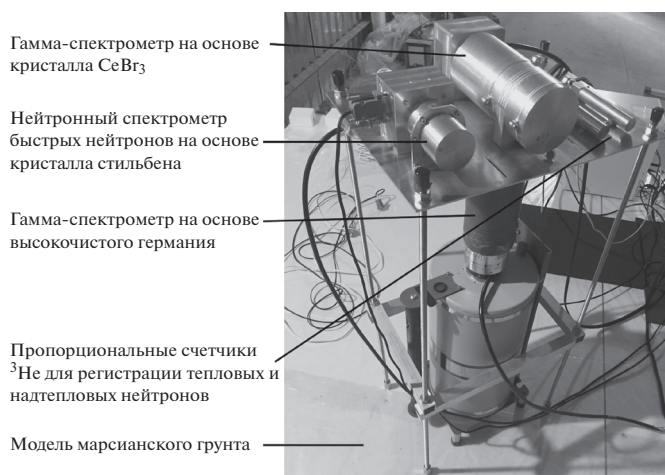 Гамма-спектрометр на основе
кристалла CeBr3
Нейтронный спектрометр
быстрых нейтронов на основе
кристалла стильбена
Гамма-спектрометр на основе
высокочистого германия
Пропорциональные счетчики
³He для регистрации тепловых и
надтепловых нейтронов
Модель марсианского грунта